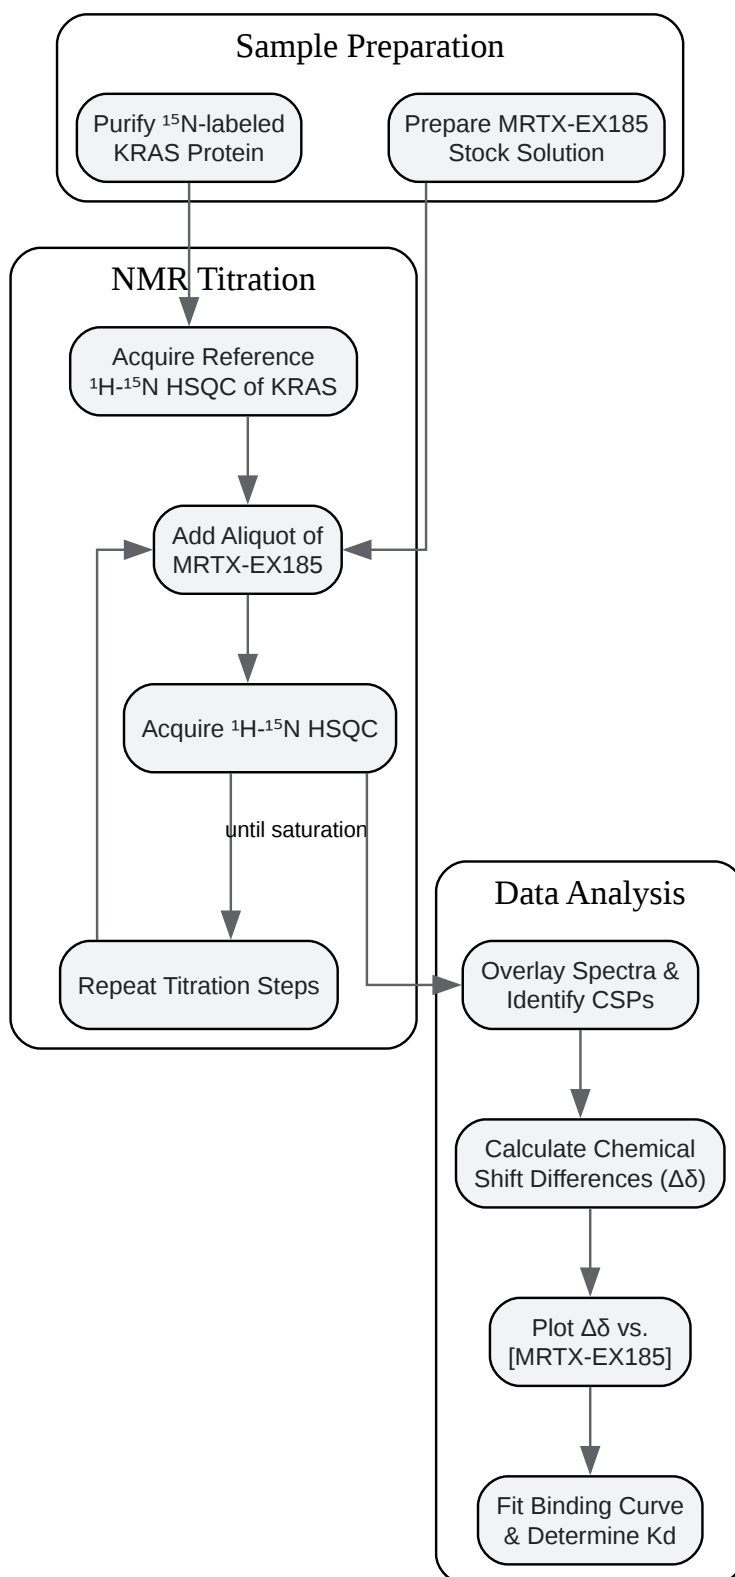 Sample Preparation
Purify ¹⁵N-labeled
KRAS Protein
Prepare MRTX-EX185
Stock Solution
NMR Titration
Acquire Reference
¹H-¹⁵N HSQC of KRAS
Add Aliquot of
MRTX-EX185
Acquire ¹H-¹⁵N HSQC
until saturation
Repeat Titration Steps
Data Analysis
Overlay Spectra &
Identify CSPs
Calculate Chemical
Shift Differences (Δδ)
Plot Δδ vs.
[MRTX-EX185]
Fit Binding Curve
& Determine Kd